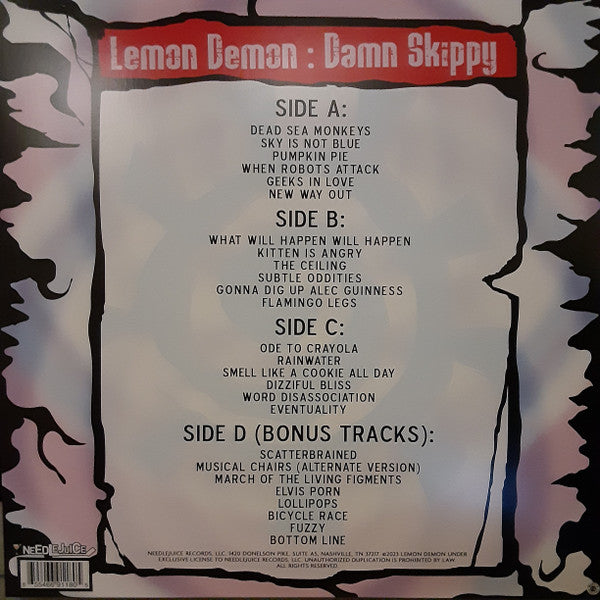 Lemon Demon : Damn Skippy
SIDE A:
DEAD SEA MONKEYS
SKY IS NOT BLUE
PUMPKIN PIE
WHEN ROBOTS ATTACK
GEEKS IN LOVE
NEW WAY OUT
SIDE B:
WHAT WILL HAPPEN WILL HAPPEN
KITTEN IS ANGRY
THE CEILING
SUBTLE ODDITIES
GONNA DIG UP ALEC GUINNESS
FLAMINGO LEGS
SIDE C:
ODE TO CRAYOLA
RAINWATER
SMELL LIKE A COOKIE ALL DAY
DIZZIFUL BLISS
WORD DISASSOCIATION
EVENTUALITY
SIDE D (BONUS TRACKS):
SCATTERBRAINED
MUSICAL CHAIRS (ALTERNATE VERSION)
MARCH OF THE LIVING FIGMENTS
ELVIS PORN
LOLLIPOPS
BICYCLE RACE
FUZZY
BOTTOM LINE
NEEDLEJUICE
NEEDLEJUICE RECORDS, LLC, 1420 DONELSON PIKE, SUITE A5, NASHVILLE, TN 37217 ©2023 LEMON DEMON UNDER
EXCLUSIVE LICENSE TO NEEDLEJUICE RECORDS, LLC. UNAUTHORIZED DUPLICATION IS PROHIBITED BY LAW
ALL RIGHTS RESERVED.